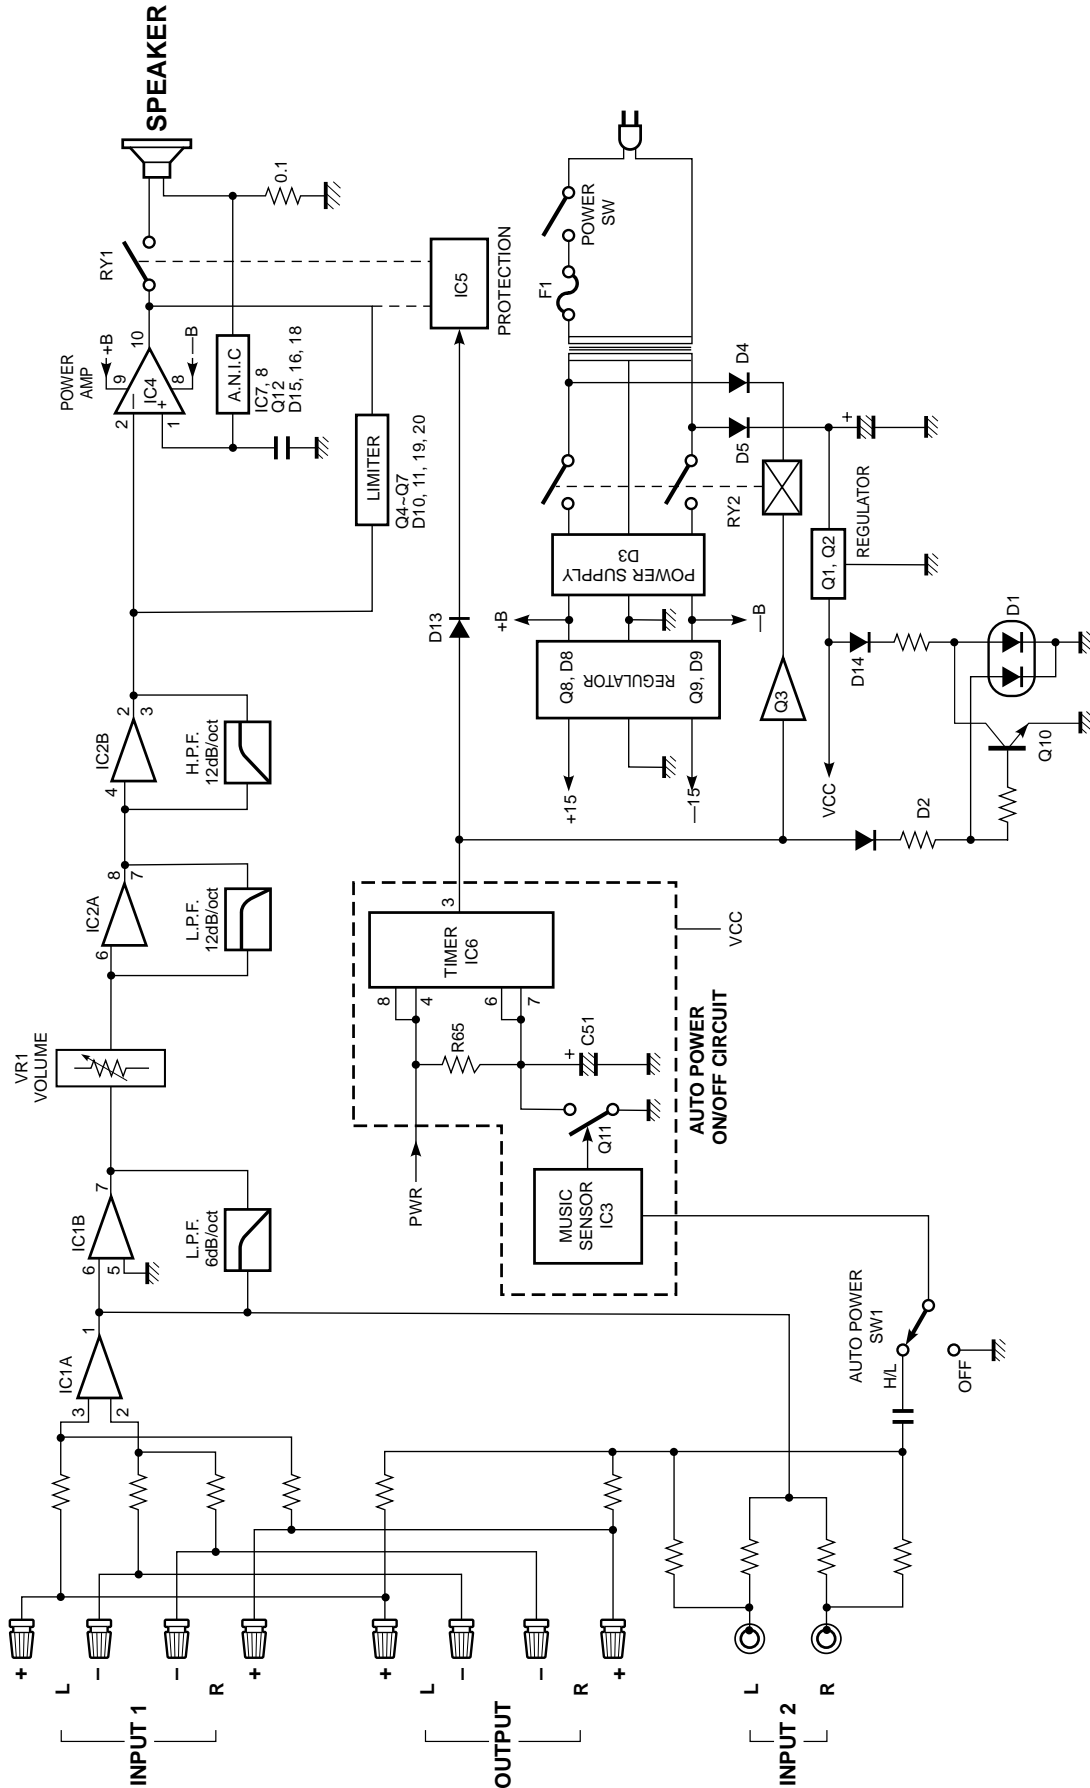 SPEAKER
0.1
RY1
POWER
AMP
+B
9
IC4
10
8
—B
2
—
1
+
A.N.I.C
IC7, 8
Q12
D15, 16, 18
LIMITER
Q4~Q7
D10, 11, 19, 20
IC5
PROTECTION
IC2B
4
2
3
H.P.F.
12dB/oct
IC2A
6
8
7
L.P.F.
12dB/oct
VR1
VOLUME
IC1B
6
5
7
L.P.F.
6dB/oct
IC1A
3
2
1
POWER
SW
F1
D4
D5
+
RY2
POWER SUPPLY
D3
+B
—B
Q8, D8
REGULATOR
Q9, D9
+15
—15
Q3
Q1, Q2
REGULATOR
VCC
D14
D1
Q10
D2
D13
TIMER
IC6
3
8
4
6
7
R65
+
C51
PWR
Q11
MUSIC
SENSOR
IC3
VCC
AUTO POWER
ON/OFF CIRCUIT
AUTO POWER
SW1
H/L
OFF
+
L
–
–
R
+
INPUT 1
+
L
–
–
R
+
OUTPUT
L
R
INPUT 2